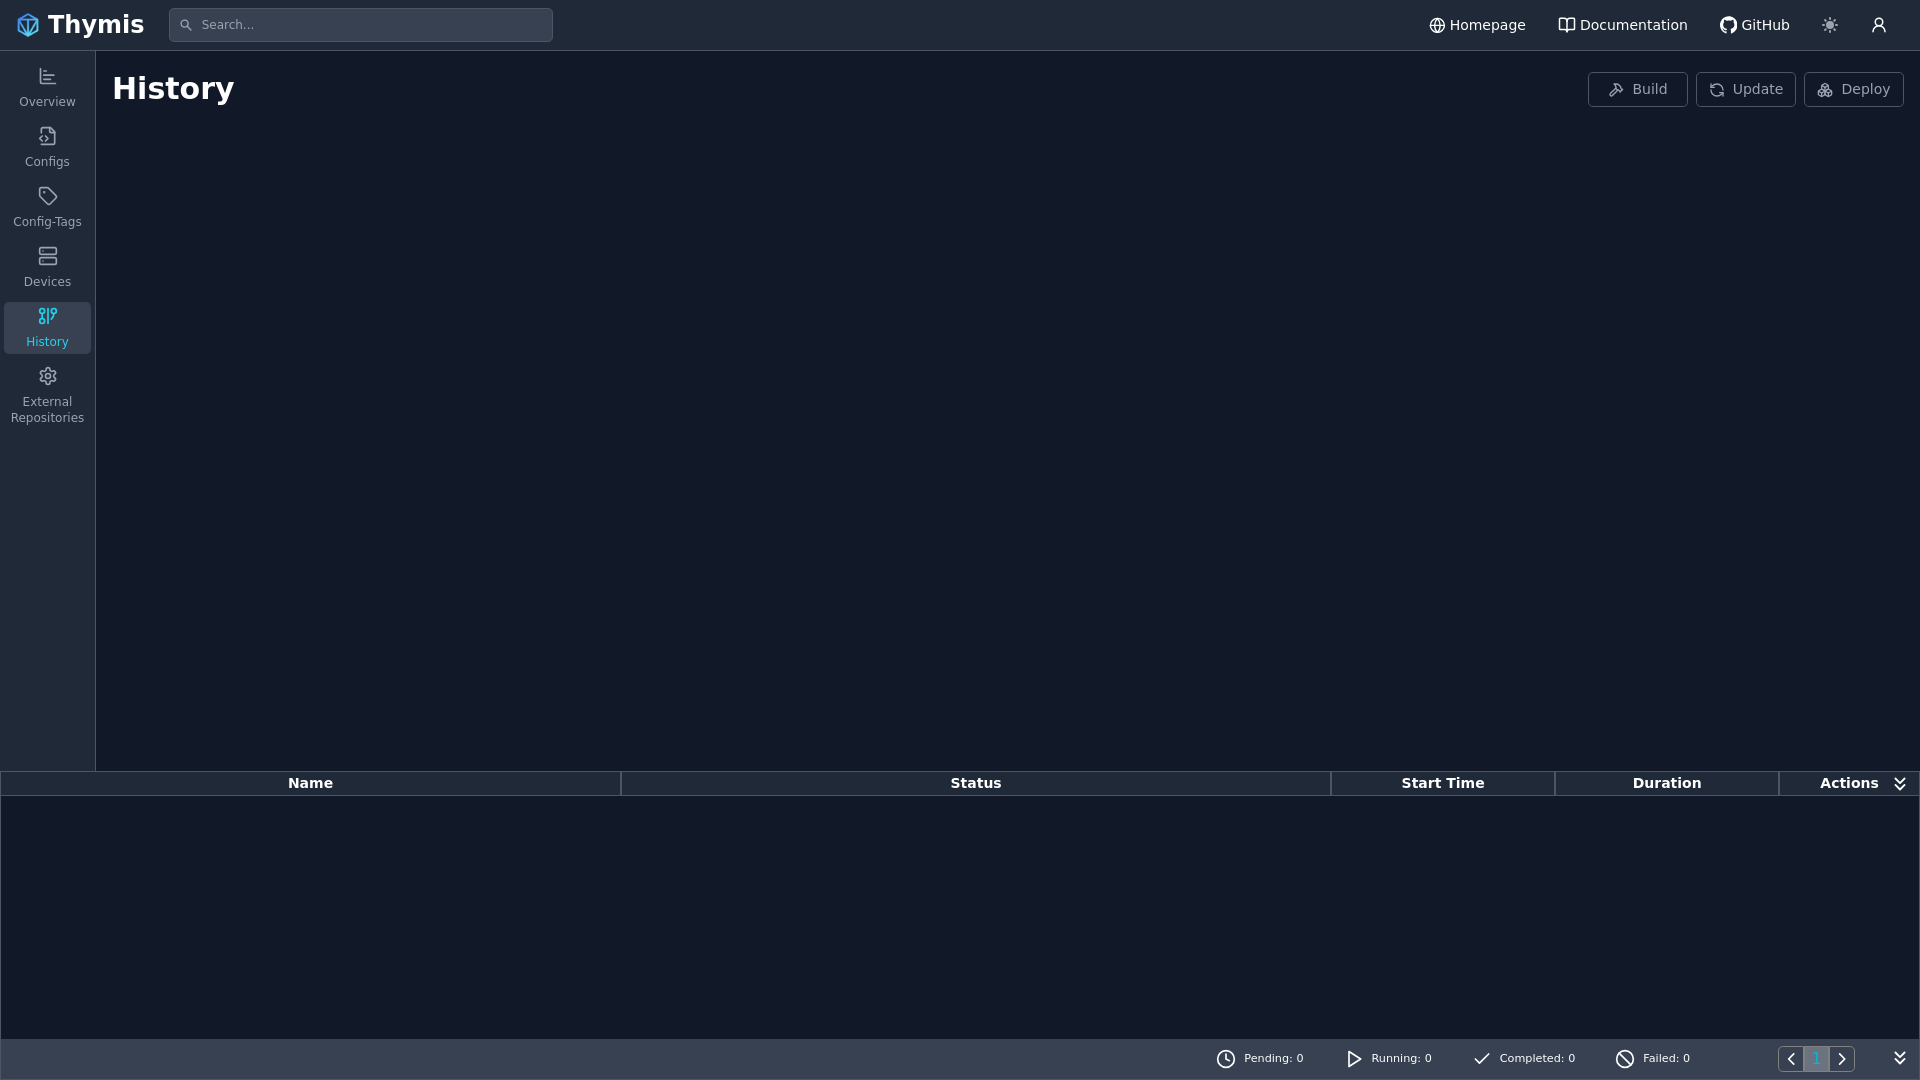 Thymis
Search...
Homepage
Documentation
GitHub
Overview
Configs
Config-Tags
Devices
History
External
Repositories
History
Build
Update
Deploy
Name
Status
Start Time
Duration
Actions
Pending: 0
Running: 0
Completed: 0
Failed: 0
1